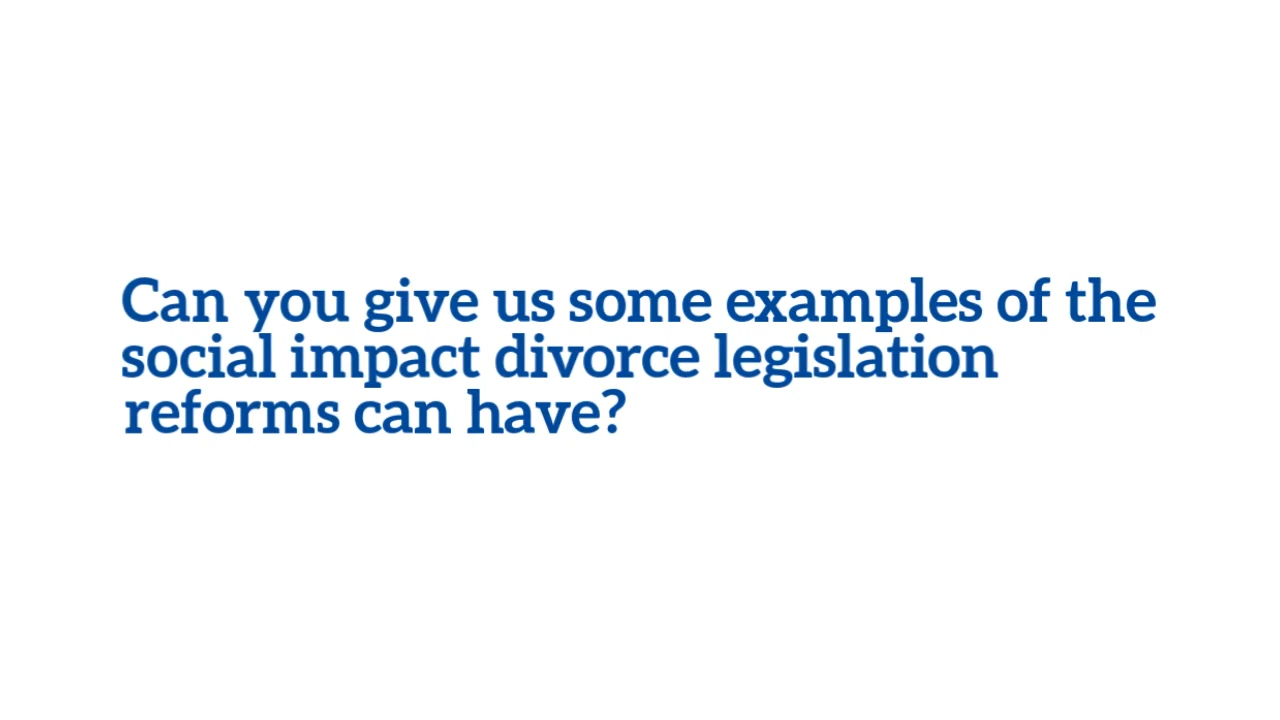 Can you give us some examples of the
social impact divorce legislation
reforms can have?